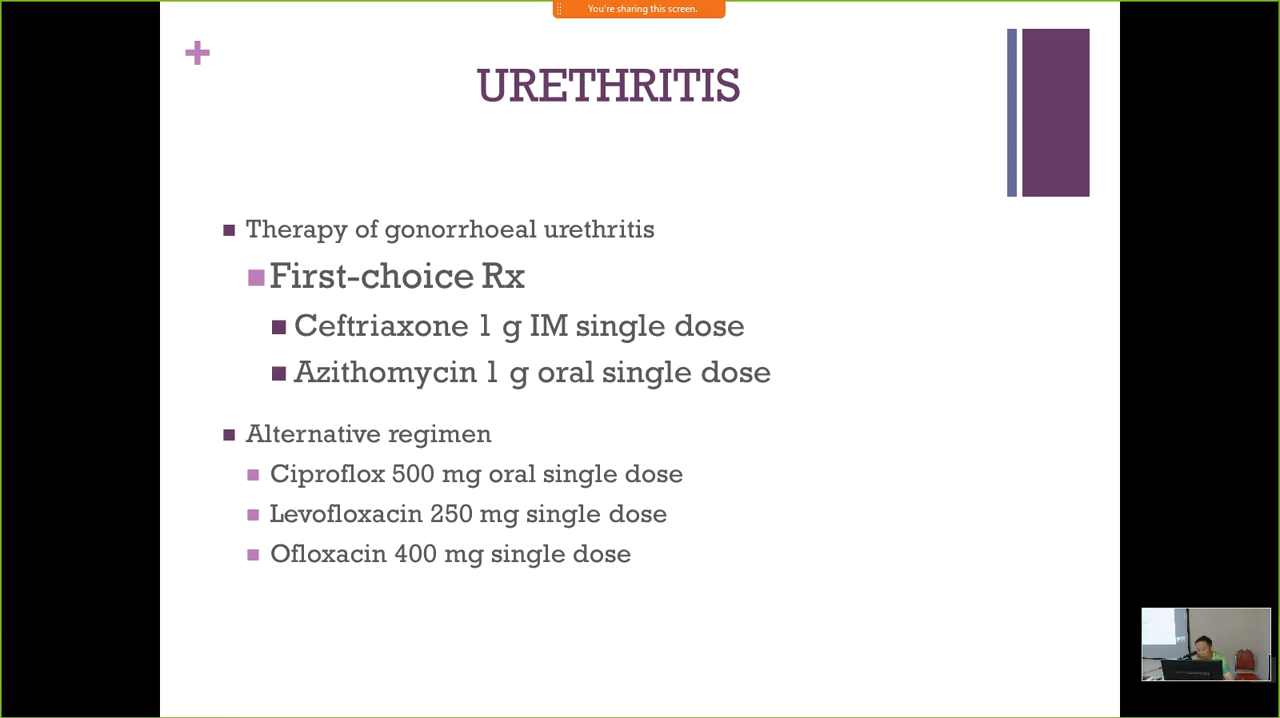 You're sharing this screen.
+
URETHRITIS
Therapy of gonorrhoeal urethritis
First-choice Rx
Ceftriaxone 1 g IM single dose
Azithomycin 1 g oral single dose
Alternative regimen
Ciproflox 500 mg oral single dose
Levofloxacin 250 mg single dose
Ofloxacin 400 mg single dose